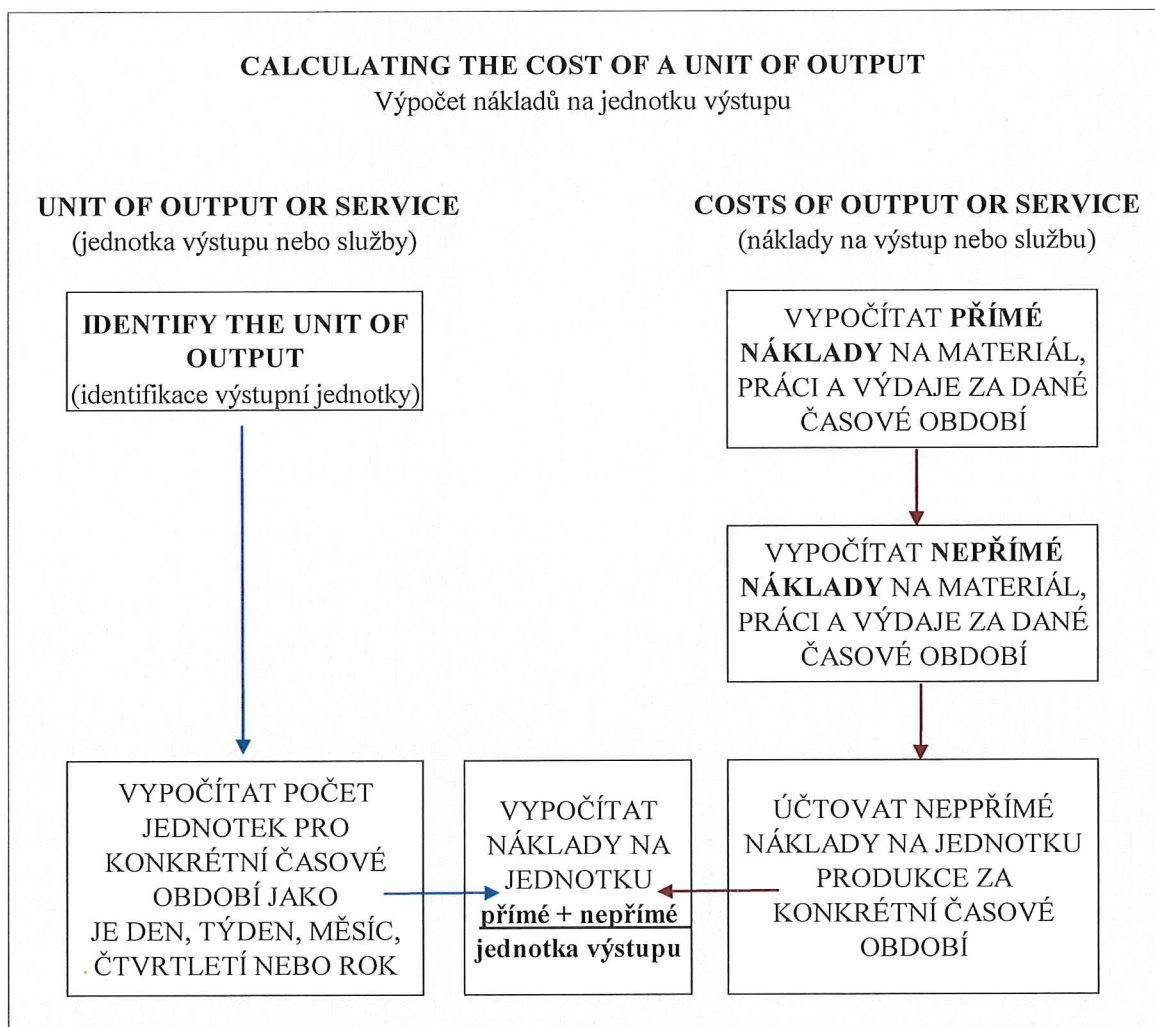 CALCULATING THE COST OF A UNIT OF OUTPUT
Výpočet nákladů na jednotku výstupu
UNIT OF OUTPUT OR SERVICE
(jednotka výstupu nebo služby)
IDENTIFY THE UNIT OF
OUTPUT
(identifikace výstupní jednotky)
VYPOČÍTAT POČET
JEDNOTEK PRO
KONKRÉTNÍ ČASOVÉ
OBDOBÍ JAKO
JE DEN, TÝDEN, MĚSÍC,
ČTVRTLETÍ NEBO ROK
COSTS OF OUTPUT OR SERVICE
(náklady na výstup nebo službu)
VYPOČÍTAT PŘÍMÉ
NÁKLADY NA MATERIÁL,
PRÁCI A VÝDAJE ZA DANÉ
ČASOVÉ OBDOBÍ
VYPOČÍTAT NEPŘÍMÉ
NÁKLADY NA MATERIÁL,
PRÁCI A VÝDAJE ZA DANÉ
ČASOVÉ OBDOBÍ
ÚČTOVAT NEPPŘÍMÉ
NÁKLADY NA JEDNOTKU
PRODUKCE ZA
KONKRÉTNÍ ČASOVÉ
OBDOBÍ
VYPOČÍTAT
NÁKLADY NA
JEDNOTKU
přímé + nepřímé
jednotka výstupu